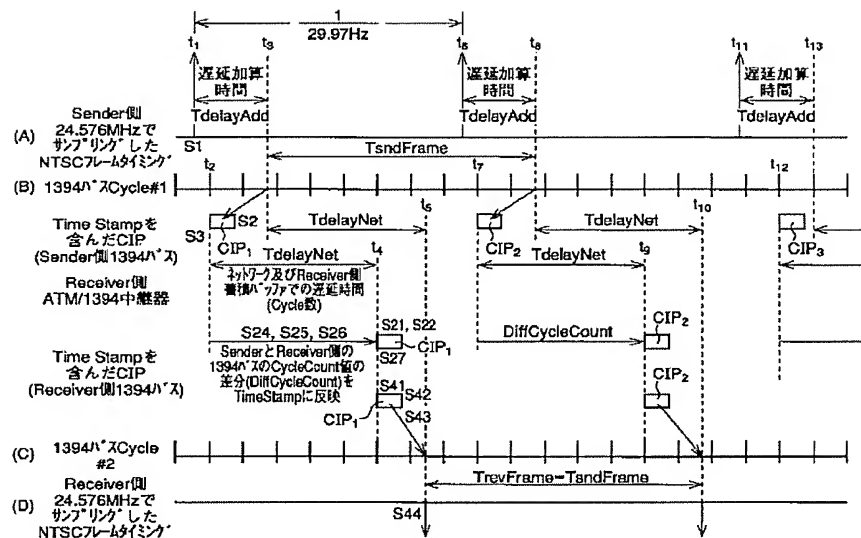 1
29.97Hz
t1
t3
t6
t8
t11
t13
遅延加算
時間
TdelayAdd
遅延加算
時間
TdelayAdd
遅延加算
時間
TdelayAdd
(A)
Sender側
24.576MHzで
サンプリングした
NTSCフレームタイミング
S1
TsndFrame
t2
t7
t12
(B) 1394バスCycle#1
t5
t10
Time Stampを
含んだCIP
(Sender側1394バス)
S3
S2
CIP1
TdelayNet
CIP2
TdelayNet
CIP3
TdelayNet
t4
TdelayNet
t9
Receiver側
ATM/1394中継器
ネットワーク及びReceiver側
蓄積バッファでの遅延時間
(Cycle数)
S24, S25, S26
S21, S22
CIP1
S27
DiffCycleCount
CIP2
Time Stampを
含んだCIP
(Receiver側1394バス)
SenderとReceiver側の
1394バスのCycleCount値の
差分(DiffCycleCount)を
TimeStampに反映
S41
S42
CIP1
S43
CIP2
(C)
1394バスCycle
#2
TrevFrame=TsndFrame
(D)
Receiver側
24.576MHzで
サンプリングした
NTSCフレームタイミング
S44